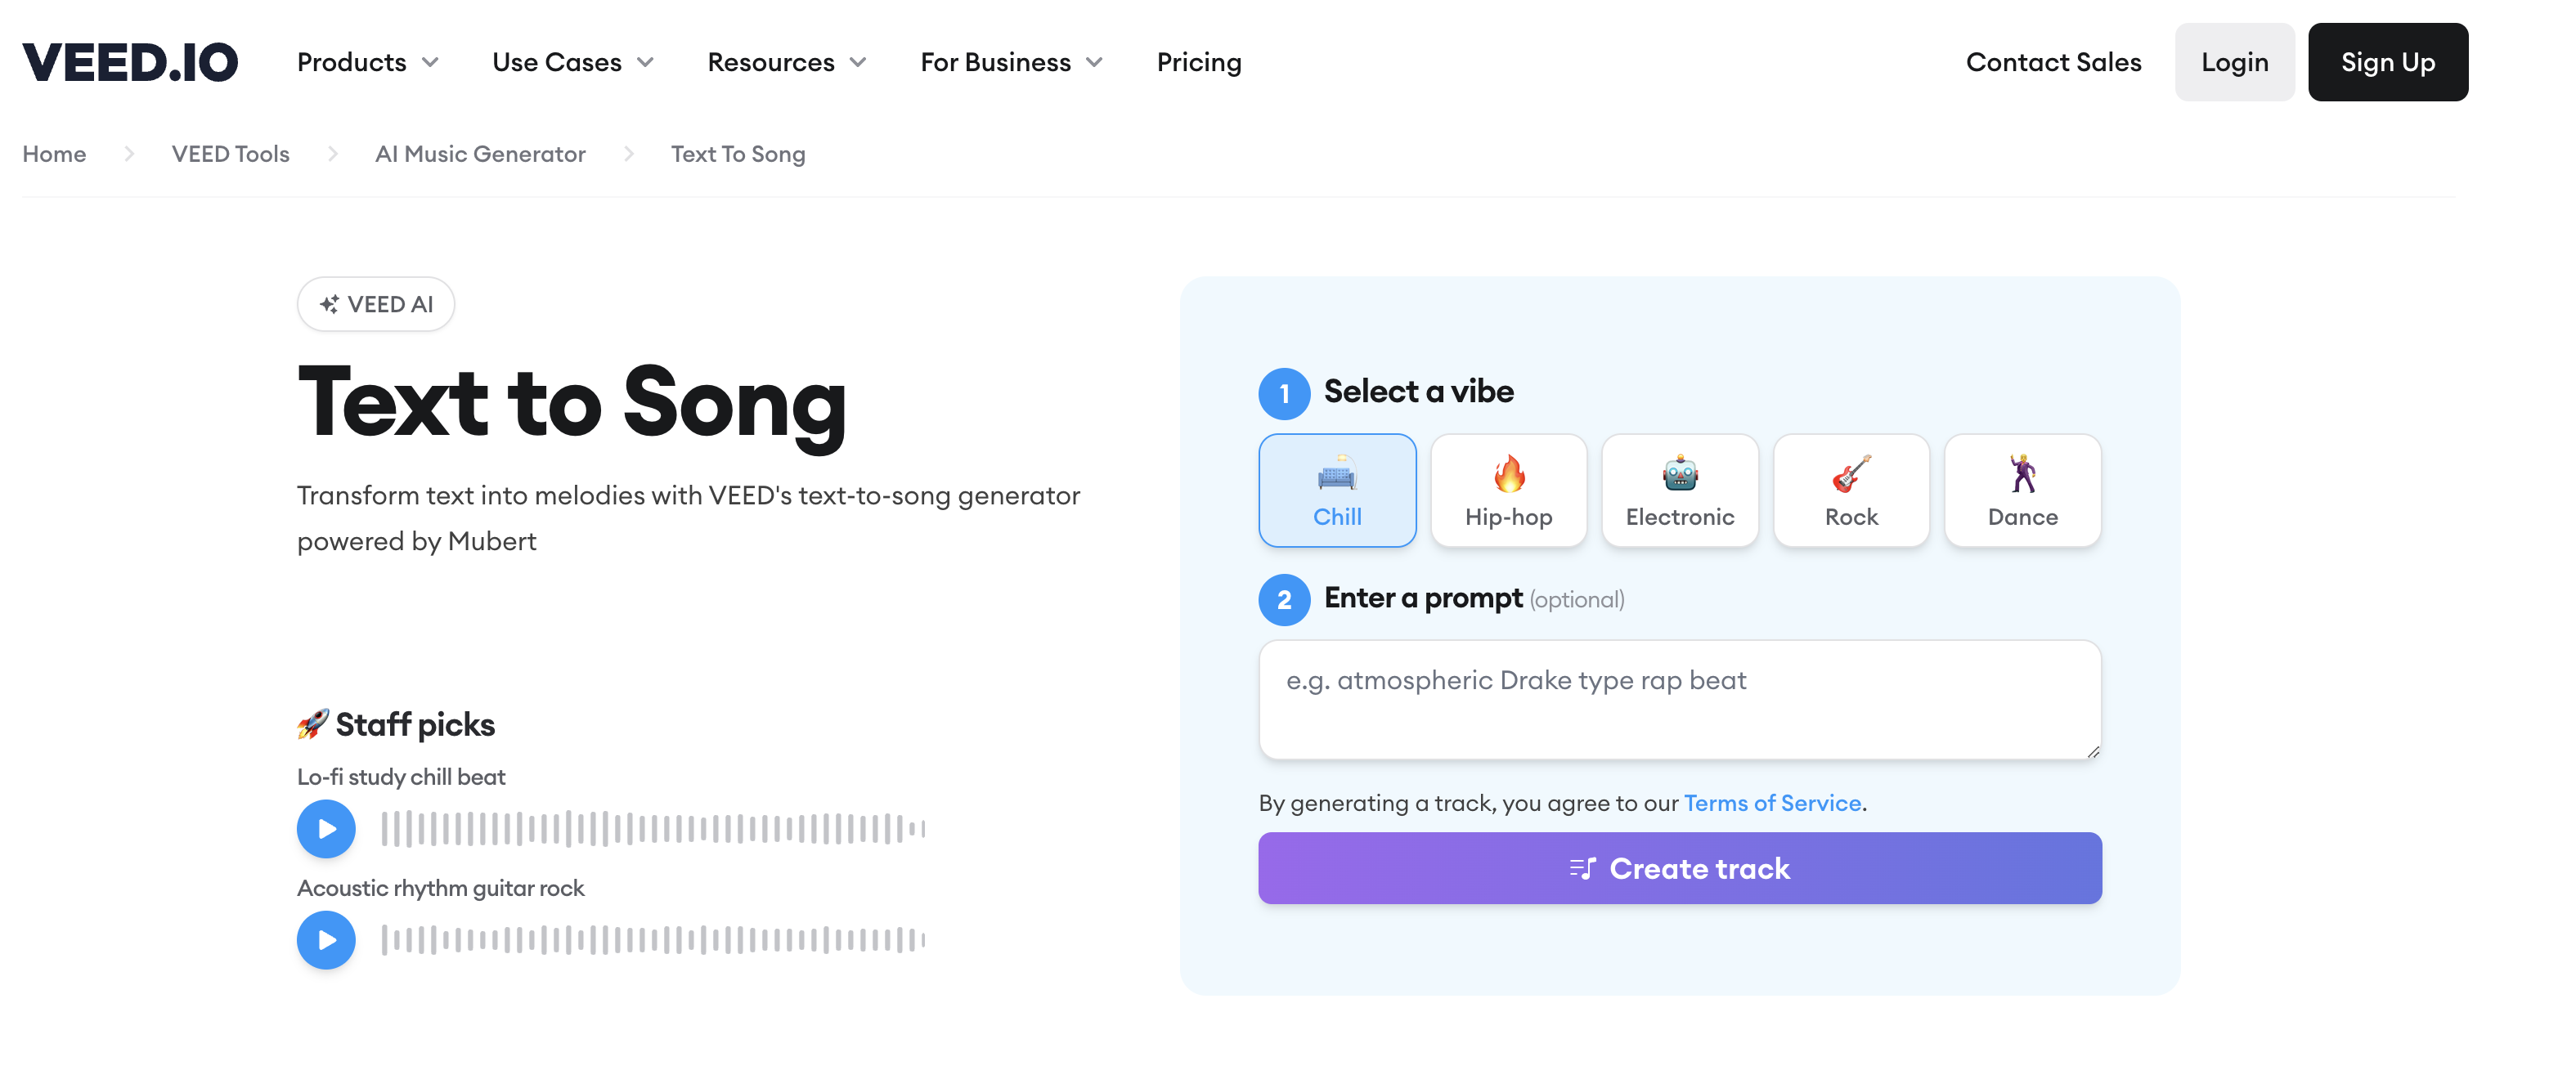 VEED.IO
Products
Use Cases
Resources
For Business
Pricing
Contact Sales
Login
Sign Up
Home
VEED Tools
AI Music Generator
Text To Song
VEED AI
Text to Song
Transform text into melodies with VEED's text-to-song generator
powered by Mubert
🚀 Staff picks
Lo-fi study chill beat
Acoustic rhythm guitar rock
1 Select a vibe
Chill
Hip-hop
Electronic
Rock
Dance
2 Enter a prompt (optional)
e.g. atmospheric Drake type rap beat
By generating a track, you agree to our Terms of Service.
Create track